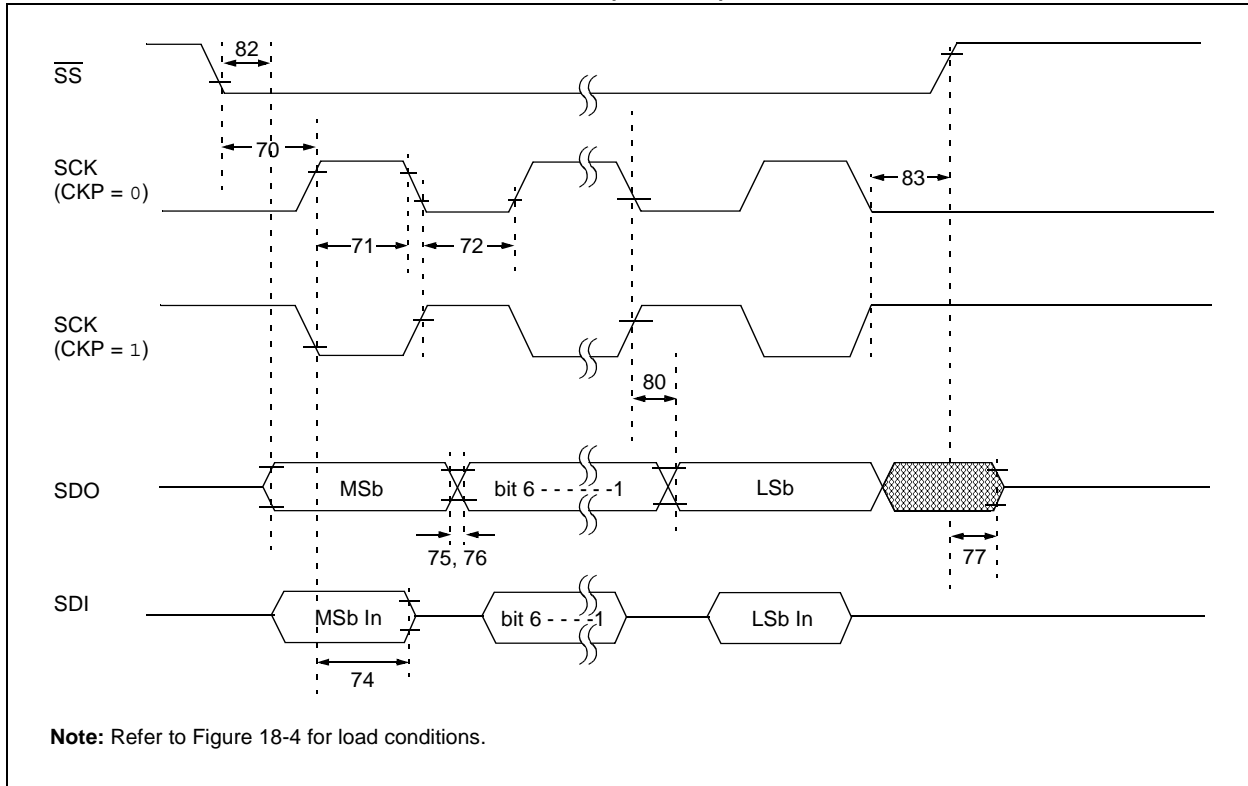 82
SS
70
SCK
(CKP = 0)
83
71
72
SCK
(CKP = 1)
80
SDO
MSb
bit 6 - - - - - -1
LSb
75, 76
77
SDI
MSb In
bit 6 - - - -1
LSb In
74
Note: Refer to Figure 18-4 for load conditions.